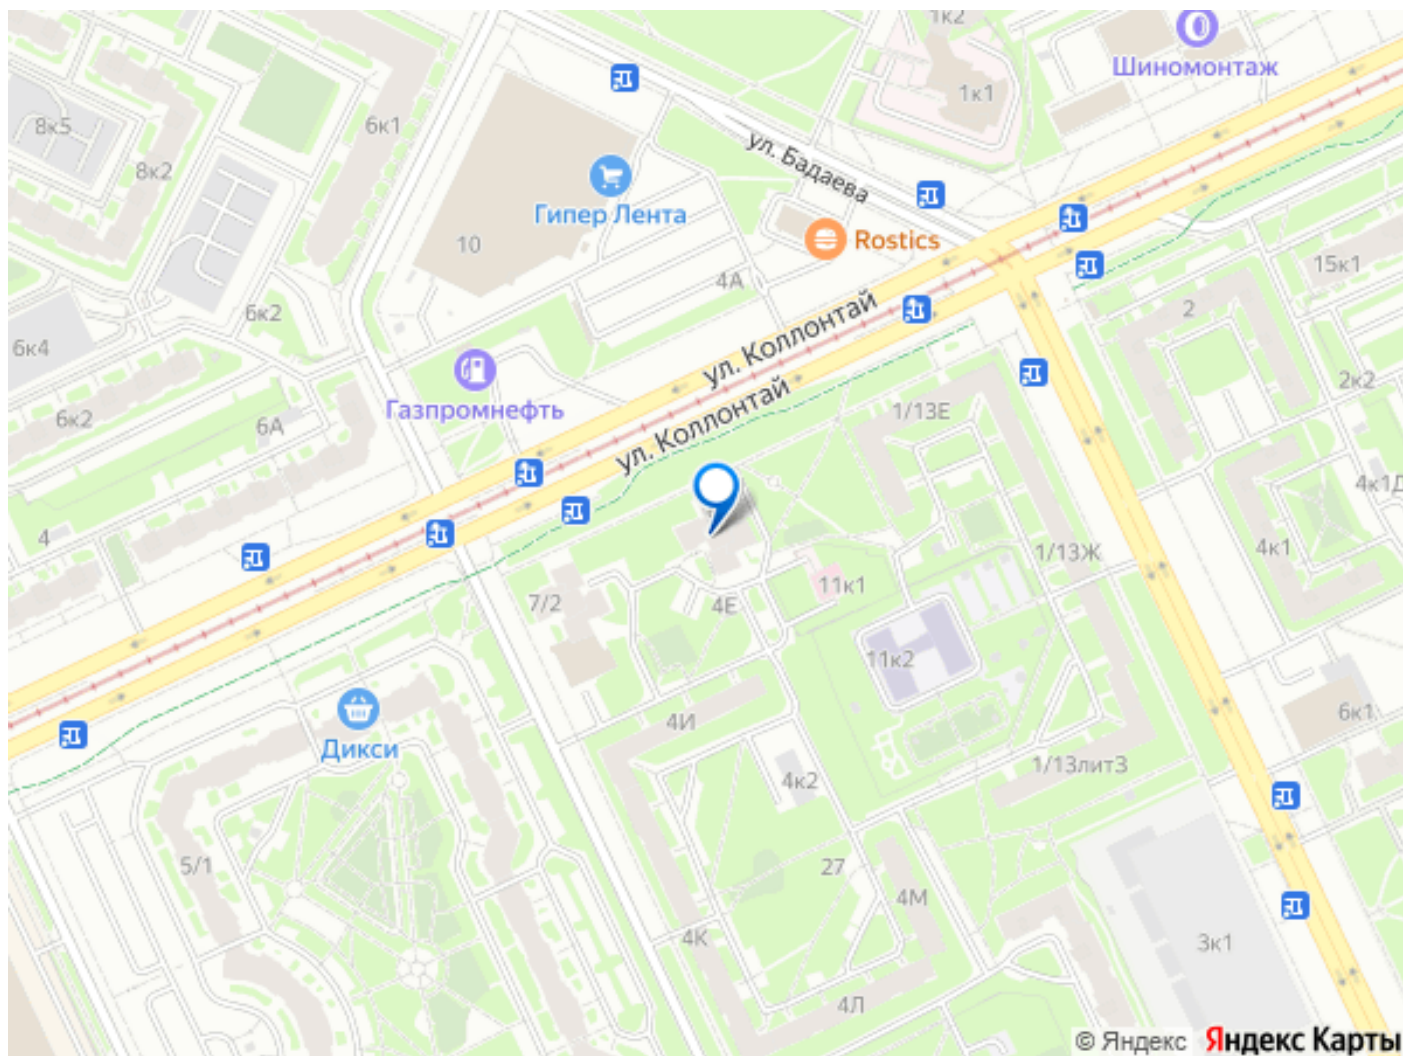 1к2
Шиномонтаж
1к1
8к5
6к1
ул. Бадаева
8к2
Гипер Лента
10
Rostics
15к1
4А
6к2
2
ул. Коллонтай
6к4
Газпромнефть
2к2
6к2
6А
1/13Е
ул. Коллонтай
4к1Д
4
4к1
1/13Ж
11к1
7/2
4Е
11к2
6к1
4И
Дикси
1/13лит3
4к2
5/1
27
4М
4К
3к1
4Л
© Яндекс Яндекс Карты